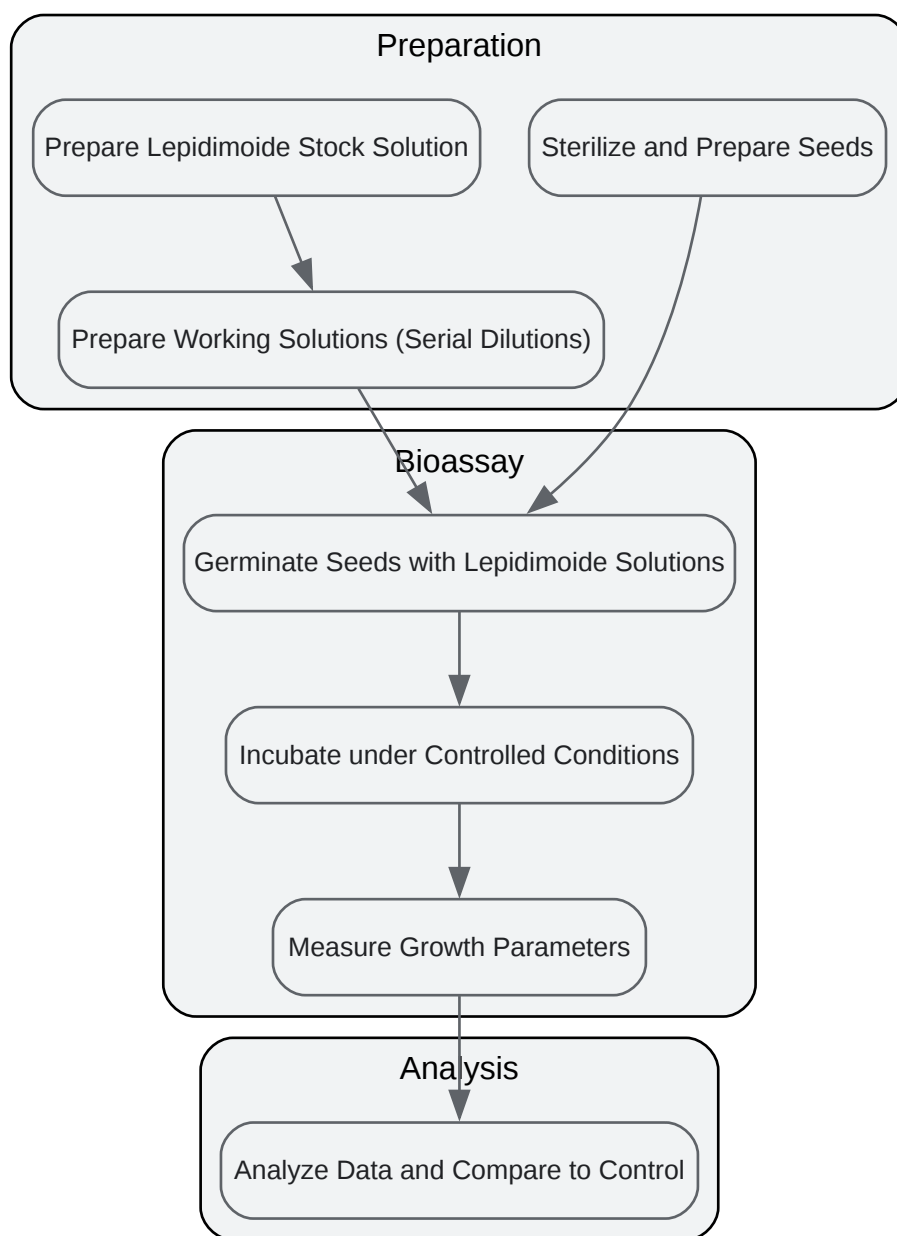 Preparation
Prepare Lepidimoide Stock Solution
Sterilize and Prepare Seeds
Prepare Working Solutions (Serial Dilutions)
Bioassay
Germinate Seeds with Lepidimoide Solutions
Incubate under Controlled Conditions
Measure Growth Parameters
Analysis
Analyze Data and Compare to Control